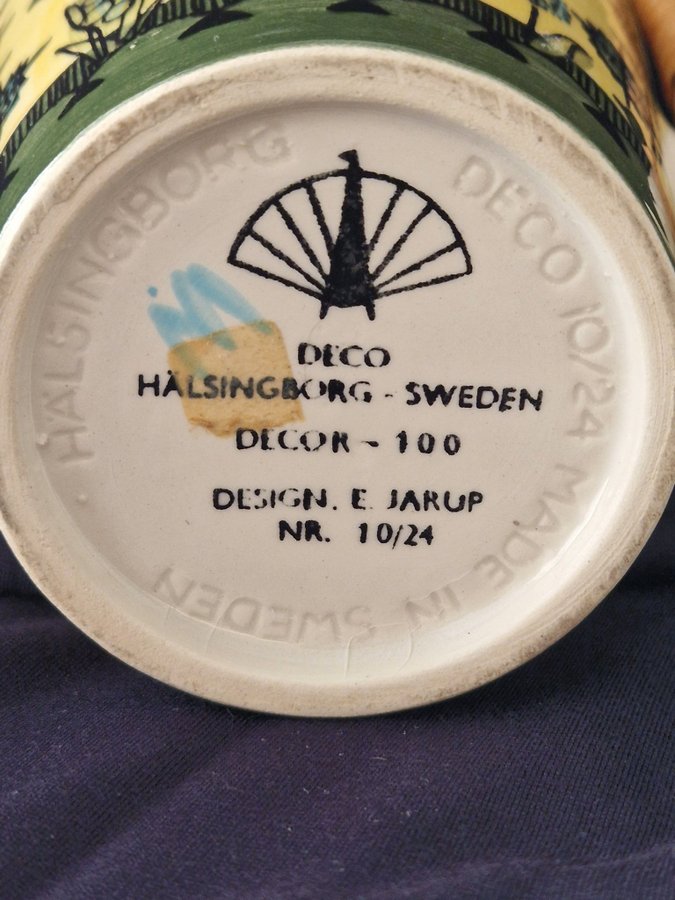 DECO
HÄLSINGBORG - SWEDEN
DECOR - 100
DESIGN. E. JARUP
NR. 10/24
HÄLSINGBORG DECO 10/24 MADE IN SWEDEN